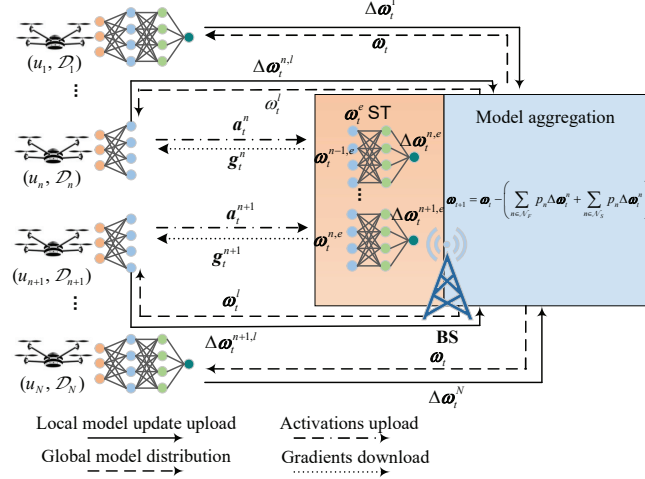 Δω_t^1
ω_t
(u_1, 𝒟_1)
⋮
Δω_t^{n,l}
ω_t^l
(u_n, 𝒟_n)
a_t^n
g_t^n
ω_t^e ST
ω_t^{n-1,e}
Δω_t^{n,e}
⋮
Model aggregation
ω_{t+1} = ω_t - ( ∑_{n∈𝒩_F} p_n Δω_t^n + ∑_{n∈𝒩_S} p_n Δω_t^n
(u_{n+1}, 𝒟_{n+1})
⋮
a_t^{n+1}
g_t^{n+1}
ω_t^{n,e}
Δω_t^{n+1,e}
ω_t^l
BS
Δω_t^{n+1,l}
ω_t
(u_N, 𝒟_N)
Δω_t^N
Local model update upload
Activations upload
Global model distribution
Gradients download